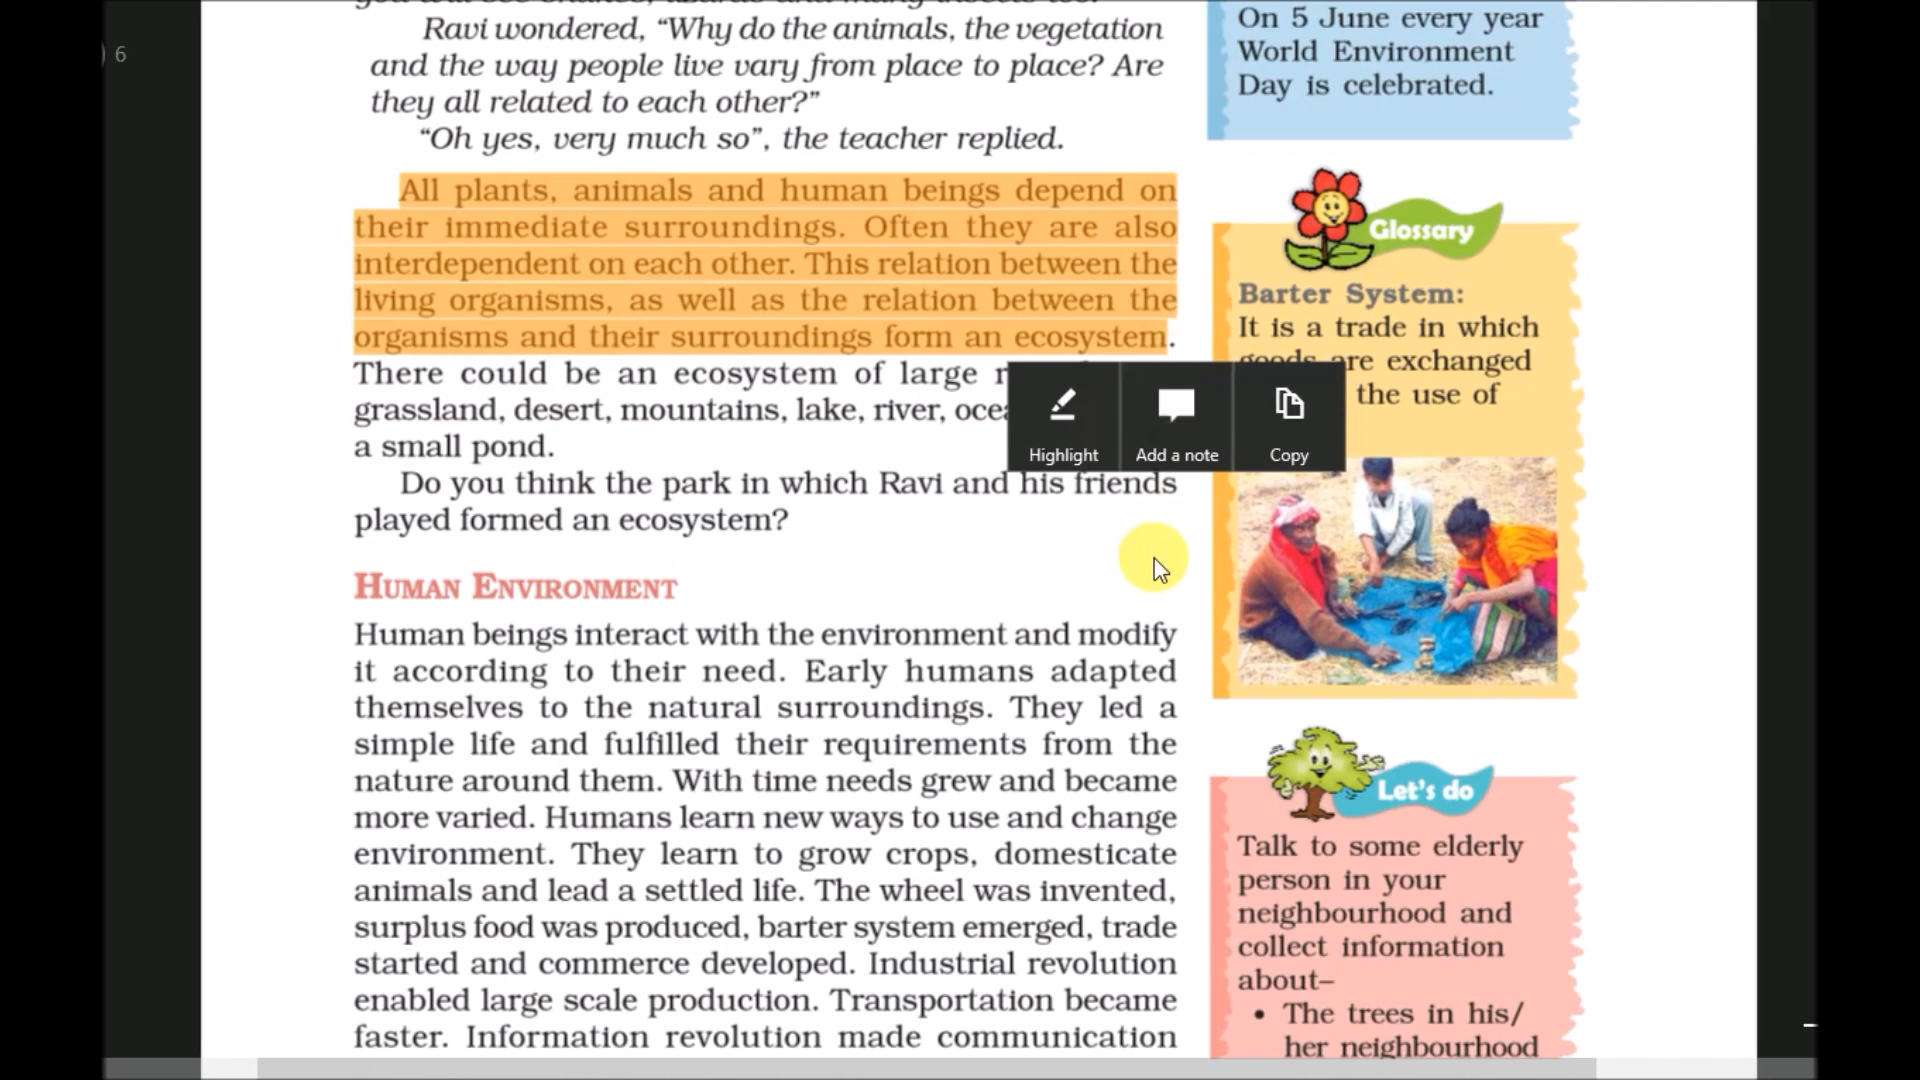 6
you will see snakes, lizards and many insects too.
Ravi wondered, “Why do the animals, the vegetation
and the way people live vary from place to place? Are
they all related to each other?”
“Oh yes, very much so”, the teacher replied.
All plants, animals and human beings depend on
their immediate surroundings. Often they are also
interdependent on each other. This relation between the
living organisms, as well as the relation between the
organisms and their surroundings form an ecosystem.
There could be an ecosystem of large
grassland, desert, mountains, lake, river,
a small pond.
Do you think the park in which Ravi and his friends
played formed an ecosystem?
HUMAN ENVIRONMENT
Human beings interact with the environment and modify
it according to their need. Early humans adapted
themselves to the natural surroundings. They led a
simple life and fulfilled their requirements from the
nature around them. With time needs grew and became
more varied. Humans learn new ways to use and change
environment. They learn to grow crops, domesticate
animals and lead a settled life. The wheel was invented,
surplus food was produced, barter system emerged, trade
started and commerce developed. Industrial revolution
enabled large scale production. Transportation became
faster. Information revolution made communication
Highlight
Add a note
Copy
On 5 June every year
World Environment
Day is celebrated.
Glossary
Barter System:
It is a trade in which
goods are exchanged
the use of
Let's do
Talk to some elderly
person in your
neighbourhood and
collect information
about–
• The trees in his/
her neighbourhood